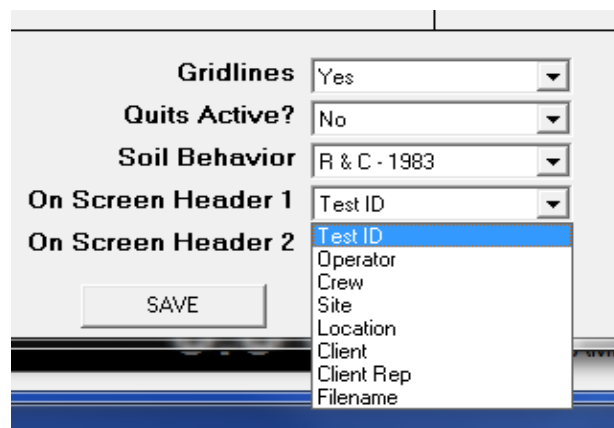 Gridlines Yes
Quits Active? No
Soil Behavior R & C - 1983
On Screen Header 1 Test ID
On Screen Header 2 Test ID
Operator
Crew
SAVE Site
Location
Client
Client Rep
Filename